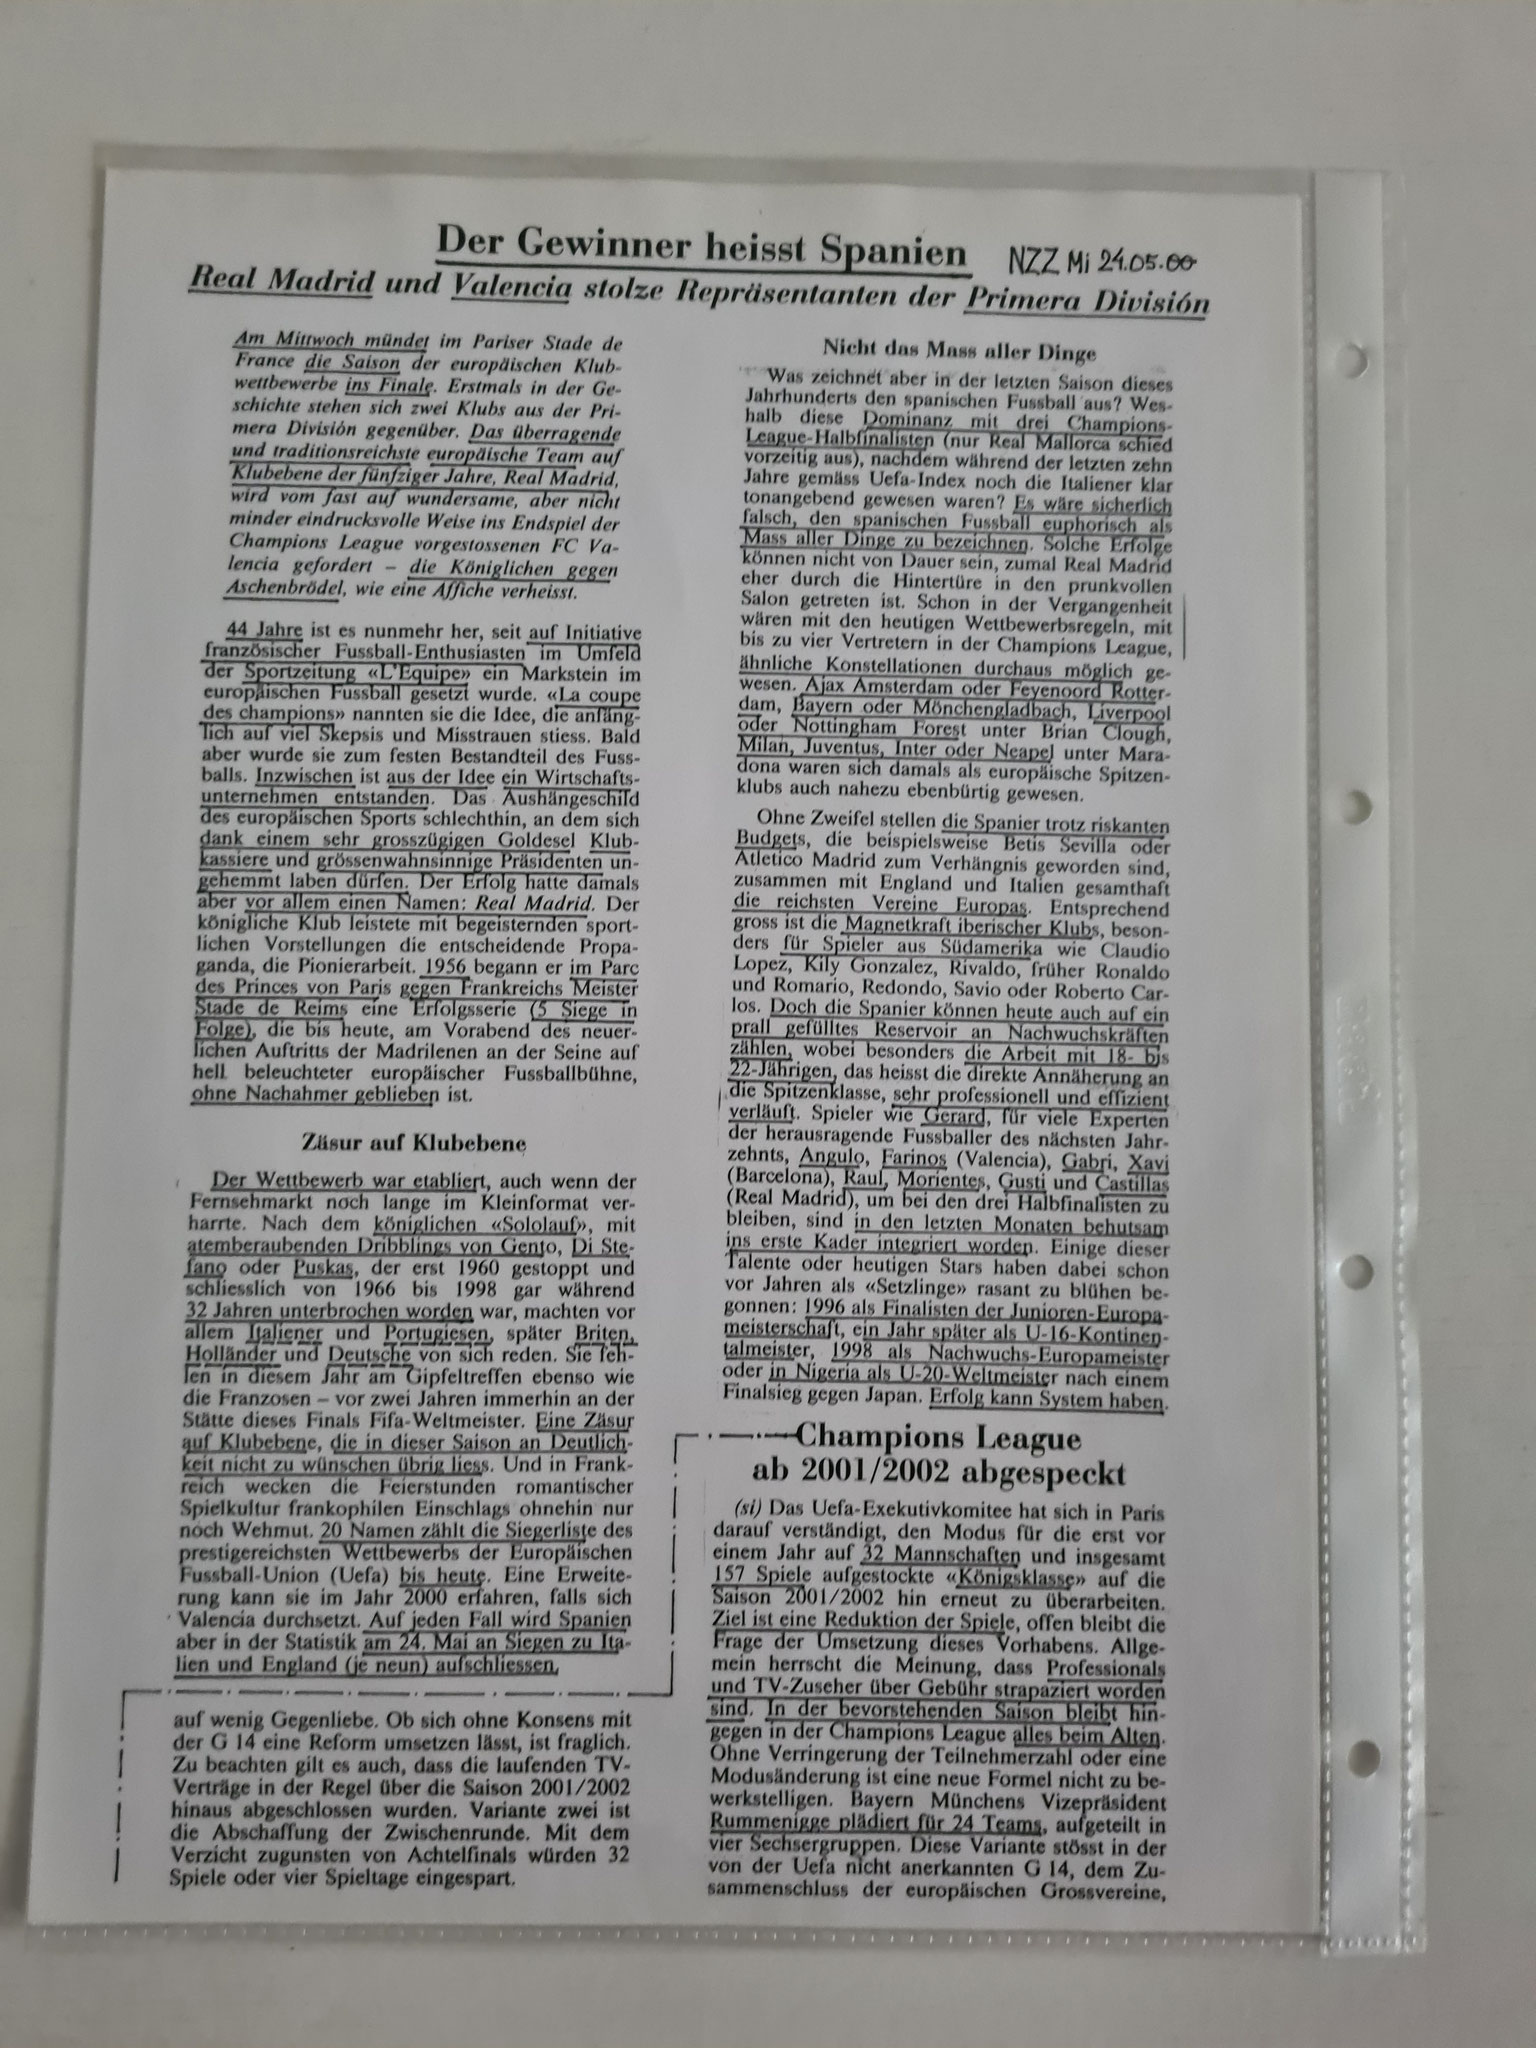 Der Gewinner heisst Spanien
NZZ Mi 24.05.00
Real Madrid und Valencia stolze Repräsentanten der Primera División
Am Mittwoch mündet im Pariser Stade de
France die Saison der europäischen Klub-
wettbewerbe ins Finale. Erstmals in der Ge-
schichte stehen sich zwei Klubs aus der Pri-
mera División gegenüber. Das überragende
und traditionsreichste europäische Team auf
Klubebene der fünfziger Jahre, Real Madrid,
wird vom fast auf wundersame, aber nicht
minder eindrucksvolle Weise ins Endspiel der
Champions League vorgestossenen FC Va-
lencia gefordert – die Königlichen gegen
Aschenbrödel, wie eine Affiche verheisst.
44 Jahre ist es nunmehr her, seit auf Initiative
französischer Fussball-Enthusiasten im Umfeld
der Sportzeitung «L'Equipe» ein Markstein im
europäischen Fussball gesetzt wurde. «La coupe
des champions» nannten sie die Idee, die anfäng-
lich auf viel Skepsis und Misstrauen stiess. Bald
aber wurde sie zum festen Bestandteil des Fuss-
balls. Inzwischen ist aus der Idee ein Wirtschafts-
unternehmen entstanden. Das Aushängeschild
des europäischen Sports schlechthin, an dem sich
dank einem sehr grosszügigen Goldesel Klub-
kassiere und grössenwahnsinnige Präsidenten un-
gehemmt laben dürfen. Der Erfolg hatte damals
aber vor allem einen Namen: Real Madrid. Der
königliche Klub leistete mit begeisternden sport-
lichen Vorstellungen die entscheidende Propa-
ganda, die Pionierarbeit. 1956 begann er im Parc
des Princes von Paris gegen Frankreichs Meister
Stade de Reims eine Erfolgsserie (5 Siege in
Folge), die bis heute, am Vorabend des neuer-
lichen Auftritts der Madrilenen an der Seine auf
hell beleuchteter europäischer Fussballbühne,
ohne Nachahmer geblieben ist.
Zäsur auf Klubebene
Der Wettbewerb war etabliert, auch wenn der
Fernsehmarkt noch lange im Kleinformat ver-
harrte. Nach dem königlichen «Sololauf», mit
atemberaubenden Dribblings von Gento, Di Ste-
fano oder Puskas, der erst 1960 gestoppt und
schliesslich von 1966 bis 1998 gar während
32 Jahren unterbrochen worden war, machten vor
allem Italiener und Portugiesen, später Briten,
Holländer und Deutsche von sich reden. Sie feh-
len in diesem Jahr am Gipfeltreffen ebenso wie
die Franzosen – vor zwei Jahren immerhin an der
Stätte dieses Finals Fifa-Weltmeister. Eine Zäsur
auf Klubebene, die in dieser Saison an Deutlich-
keit nicht zu wünschen übrig liess. Und in Frank-
reich wecken die Feierstunden romantischer
Spielkultur frankophilen Einschlags ohnehin nur
noch Wehmut. 20 Namen zählt die Siegerliste des
prestigereichsten Wettbewerbs der Europäischen
Fussball-Union (Uefa) bis heute. Eine Erweite-
rung kann sie im Jahr 2000 erfahren, falls sich
Valencia durchsetzt. Auf jeden Fall wird Spanien
aber in der Statistik am 24. Mai an Siegen zu Ita-
lien und England (je neun) aufschliessen.
Nicht das Mass aller Dinge
Was zeichnet aber in der letzten Saison dieses
Jahrhunderts den spanischen Fussball aus? Wes-
halb diese Dominanz mit drei Champions-
League-Halbfinalisten (nur Real Mallorca schied
vorzeitig aus), nachdem während der letzten zehn
Jahre gemäss Uefa-Index noch die Italiener klar
tonangebend gewesen waren? Es wäre sicherlich
falsch, den spanischen Fussball euphorisch als
Mass aller Dinge zu bezeichnen. Solche Erfolge
können nicht von Dauer sein, zumal Real Madrid
eher durch die Hintertüre in den prunkvollen
Salon getreten ist. Schon in der Vergangenheit
wären mit den heutigen Wettbewerbsregeln, mit
bis zu vier Vertretern in der Champions League,
ähnliche Konstellationen durchaus möglich ge-
wesen. Ajax Amsterdam oder Feyenoord Rotter-
dam, Bayern oder Mönchengladbach, Liverpool
oder Nottingham Forest unter Brian Clough,
Milan, Juventus, Inter oder Neapel unter Mara-
dona waren sich damals als europäische Spitzen-
klubs auch nahezu ebenbürtig gewesen.
Ohne Zweifel stellen die Spanier trotz riskanten
Budgets, die beispielsweise Betis Sevilla oder
Atletico Madrid zum Verhängnis geworden sind,
zusammen mit England und Italien gesamthaft
die reichsten Vereine Europas. Entsprechend
gross ist die Magnetkraft iberischer Klubs, beson-
ders für Spieler aus Südamerika wie Claudio
Lopez, Kily Gonzalez, Rivaldo, früher Ronaldo
und Romario, Redondo, Savio oder Roberto Car-
los. Doch die Spanier können heute auch auf ein
prall gefülltes Reservoir an Nachwuchskräften
zählen, wobei besonders die Arbeit mit 18- bis
22-Jährigen, das heisst die direkte Annäherung an
die Spitzenklasse, sehr professionell und effizient
verläuft. Spieler wie Gerard, für viele Experten
der herausragende Fussballer des nächsten Jahr-
zehnts, Angulo, Farinos (Valencia), Gabri, Xavi
(Barcelona), Raul, Morientes, Gusti und Castillas
(Real Madrid), um bei den drei Halbfinalisten zu
bleiben, sind in den letzten Monaten behutsam
ins erste Kader integriert worden. Einige dieser
Talente oder heutigen Stars haben dabei schon
vor Jahren als «Setzlinge» rasant zu blühen be-
gonnen: 1996 als Finalisten der Junioren-Europa-
meisterschaft, ein Jahr später als U-16-Kontinen-
talmeister, 1998 als Nachwuchs-Europameister
oder in Nigeria als U-20-Weltmeister nach einem
Finalsieg gegen Japan. Erfolg kann System haben.
Champions League
ab 2001/2002 abgespeckt
(si) Das Uefa-Exekutivkomitee hat sich in Paris
darauf verständigt, den Modus für die erst vor
einem Jahr auf 32 Mannschaften und insgesamt
157 Spiele aufgestockte «Königsklasse» auf die
Saison 2001/2002 hin erneut zu überarbeiten.
Ziel ist eine Reduktion der Spiele, offen bleibt die
Frage der Umsetzung dieses Vorhabens. Allge-
mein herrscht die Meinung, dass Professionals
und TV-Zuseher über Gebühr strapaziert worden
sind. In der bevorstehenden Saison bleibt hin-
gegen in der Champions League alles beim Alten.
Ohne Verringerung der Teilnehmerzahl oder eine
Modusänderung ist eine neue Formel nicht zu be-
werkstelligen. Bayern Münchens Vizepräsident
Rummenigge plädiert für 24 Teams, aufgeteilt in
vier Sechsergruppen. Diese Variante stösst in der
von der Uefa nicht anerkannten G 14, dem Zu-
sammenschluss der europäischen Grossvereine,
auf wenig Gegenliebe. Ob sich ohne Konsens mit
der G 14 eine Reform umsetzen lässt, ist fraglich.
Zu beachten gilt es auch, dass die laufenden TV-
Verträge in der Regel über die Saison 2001/2002
hinaus abgeschlossen wurden. Variante zwei ist
die Abschaffung der Zwischenrunde. Mit dem
Verzicht zugunsten von Achtelfinals würden 32
Spiele oder vier Spieltage eingespart.